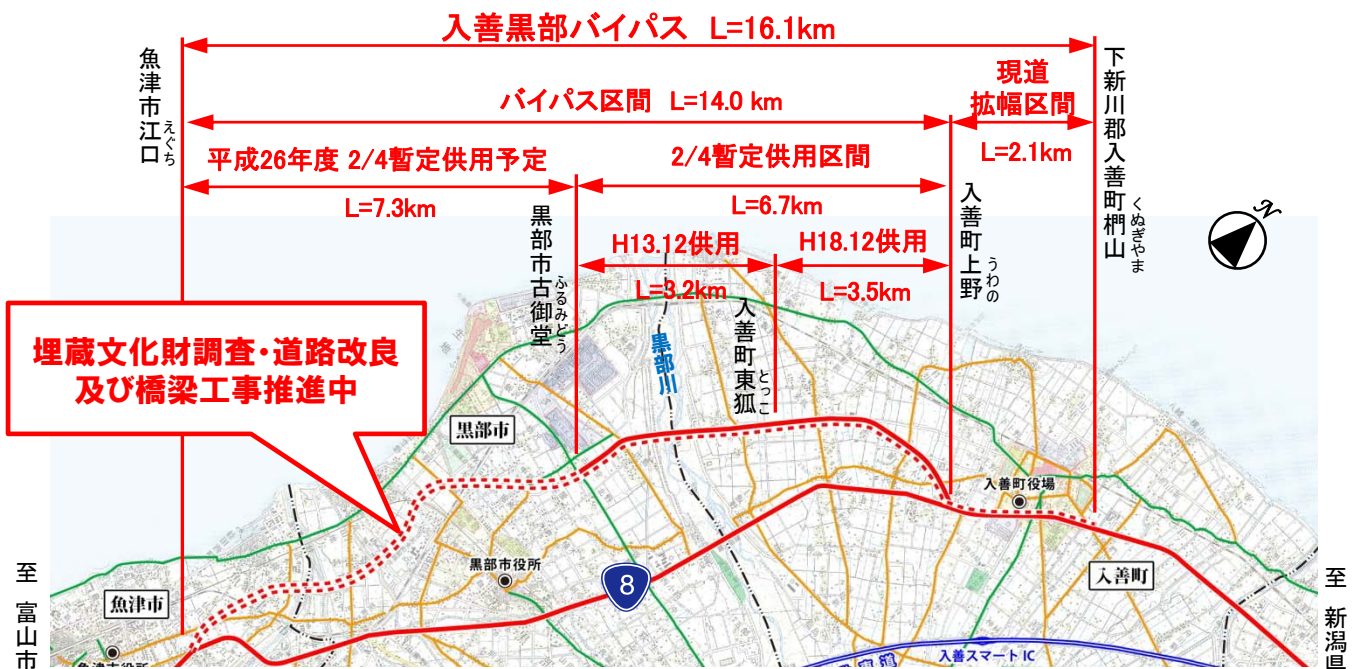 入善黒部バイパス L=16.1km
魚津市江口
えぐち
バイパス区間 L=14.0 km
現道
拡幅区間
L=2.1km
下新川郡入善町椚山
くぬぎやま
平成26年度 2/4暫定供用予定
L=7.3km
2/4暫定供用区間
L=6.7km
黒部市古御堂
ふるみどう
H13.12供用
L=3.2km
H18.12供用
L=3.5km
入善町上野
うわの
N
入善町東狐
とっこ
黒部川
埋蔵文化財調査・道路改良
及び橋梁工事推進中
黒部市
入善町役場
黒部市役所
8
入善町
魚津市
魚津市役所
至 富山市
至 新潟県
入善スマートIC